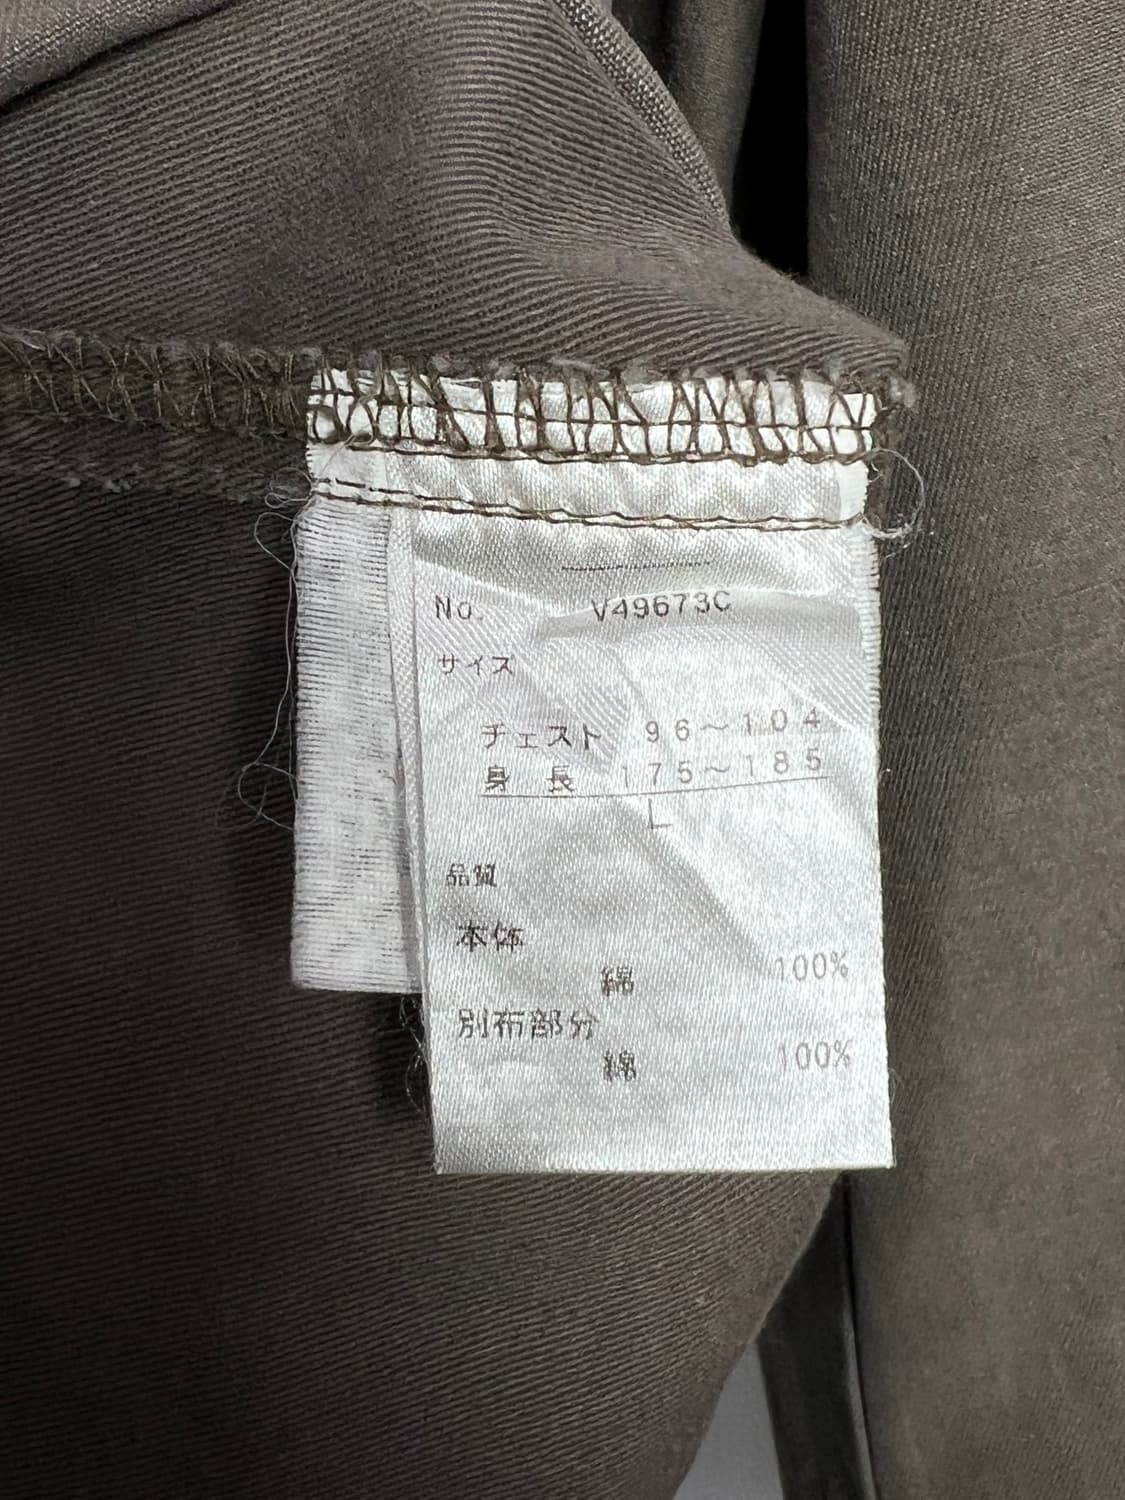 No. V49673C
サイズ
チェスト 96～104
身長 175～185
L
品質
本体
綿 100%
別布部分
綿 100%